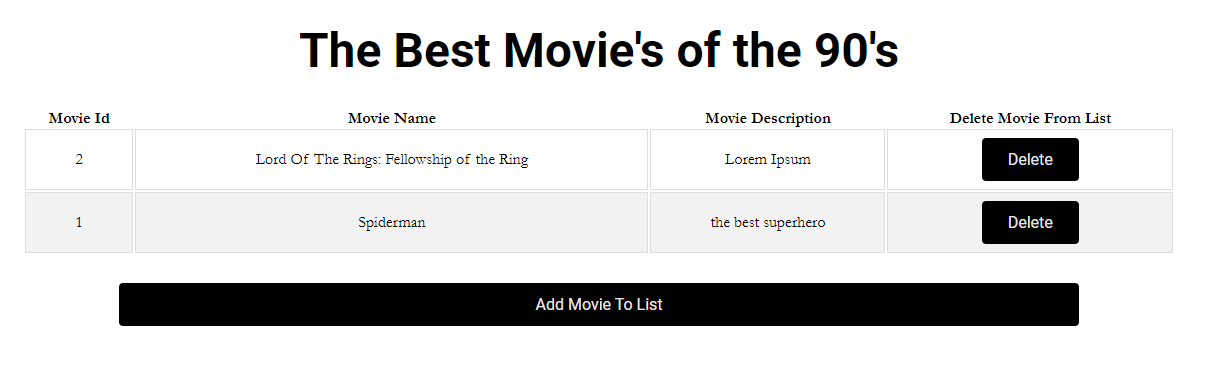 The Best Movie's of the 90's
Movie Id Movie Name Movie Description Delete Movie From List
2 Lord Of The Rings: Fellowship of the Ring Lorem Ipsum Delete
1 Spiderman the best superhero Delete
Add Movie To List